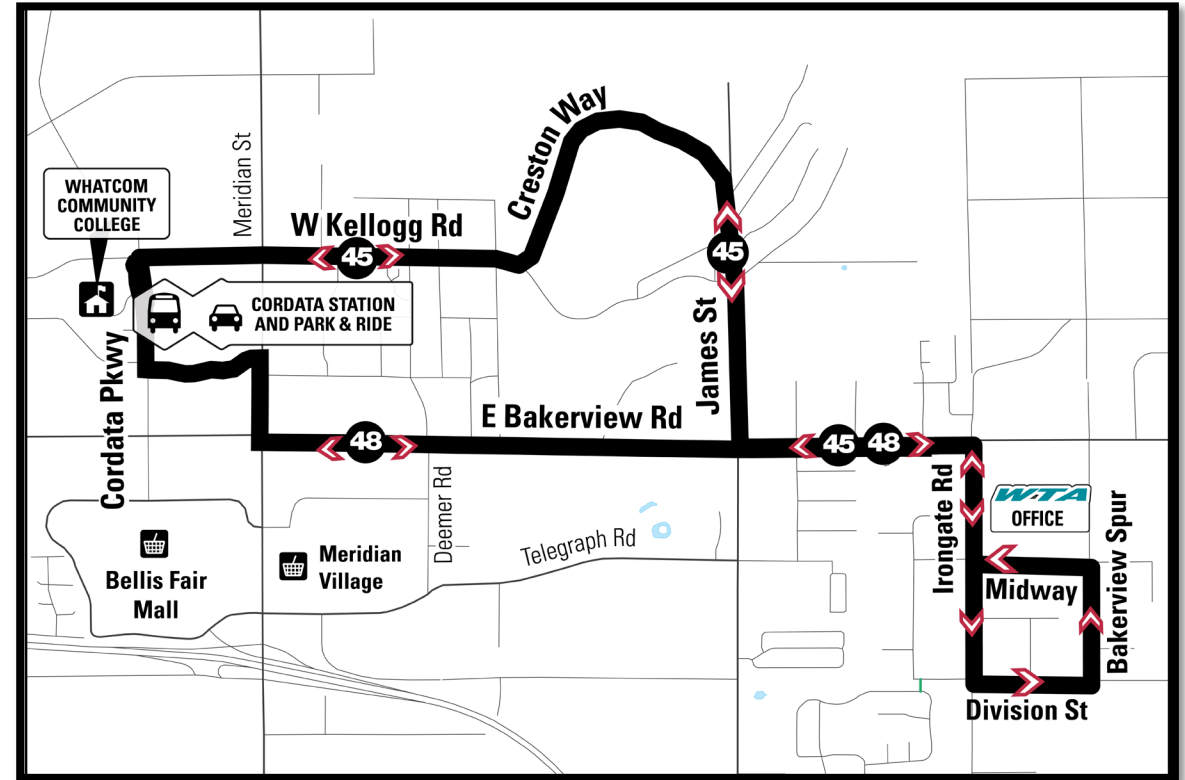 Creston Way
Meridian St
WHATCOM
COMMUNITY
COLLEGE
W Kellogg Rd
45
45
CORDATA STATION
AND PARK & RIDE
Cordata Pkwy
James St
E Bakerview Rd
48
45
48
Irongate Rd
WTA
OFFICE
Bakerview Spur
Deemer Rd
Telegraph Rd
Meridian
Village
Bellis Fair
Mall
Midway
Division St